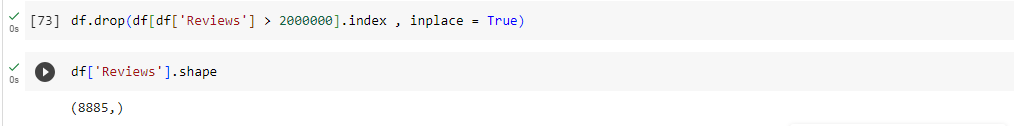 [73] df.drop(df[df['Reviews'] > 2000000].index , inplace = True)
0s
df['Reviews'].shape
0s
(8885,)